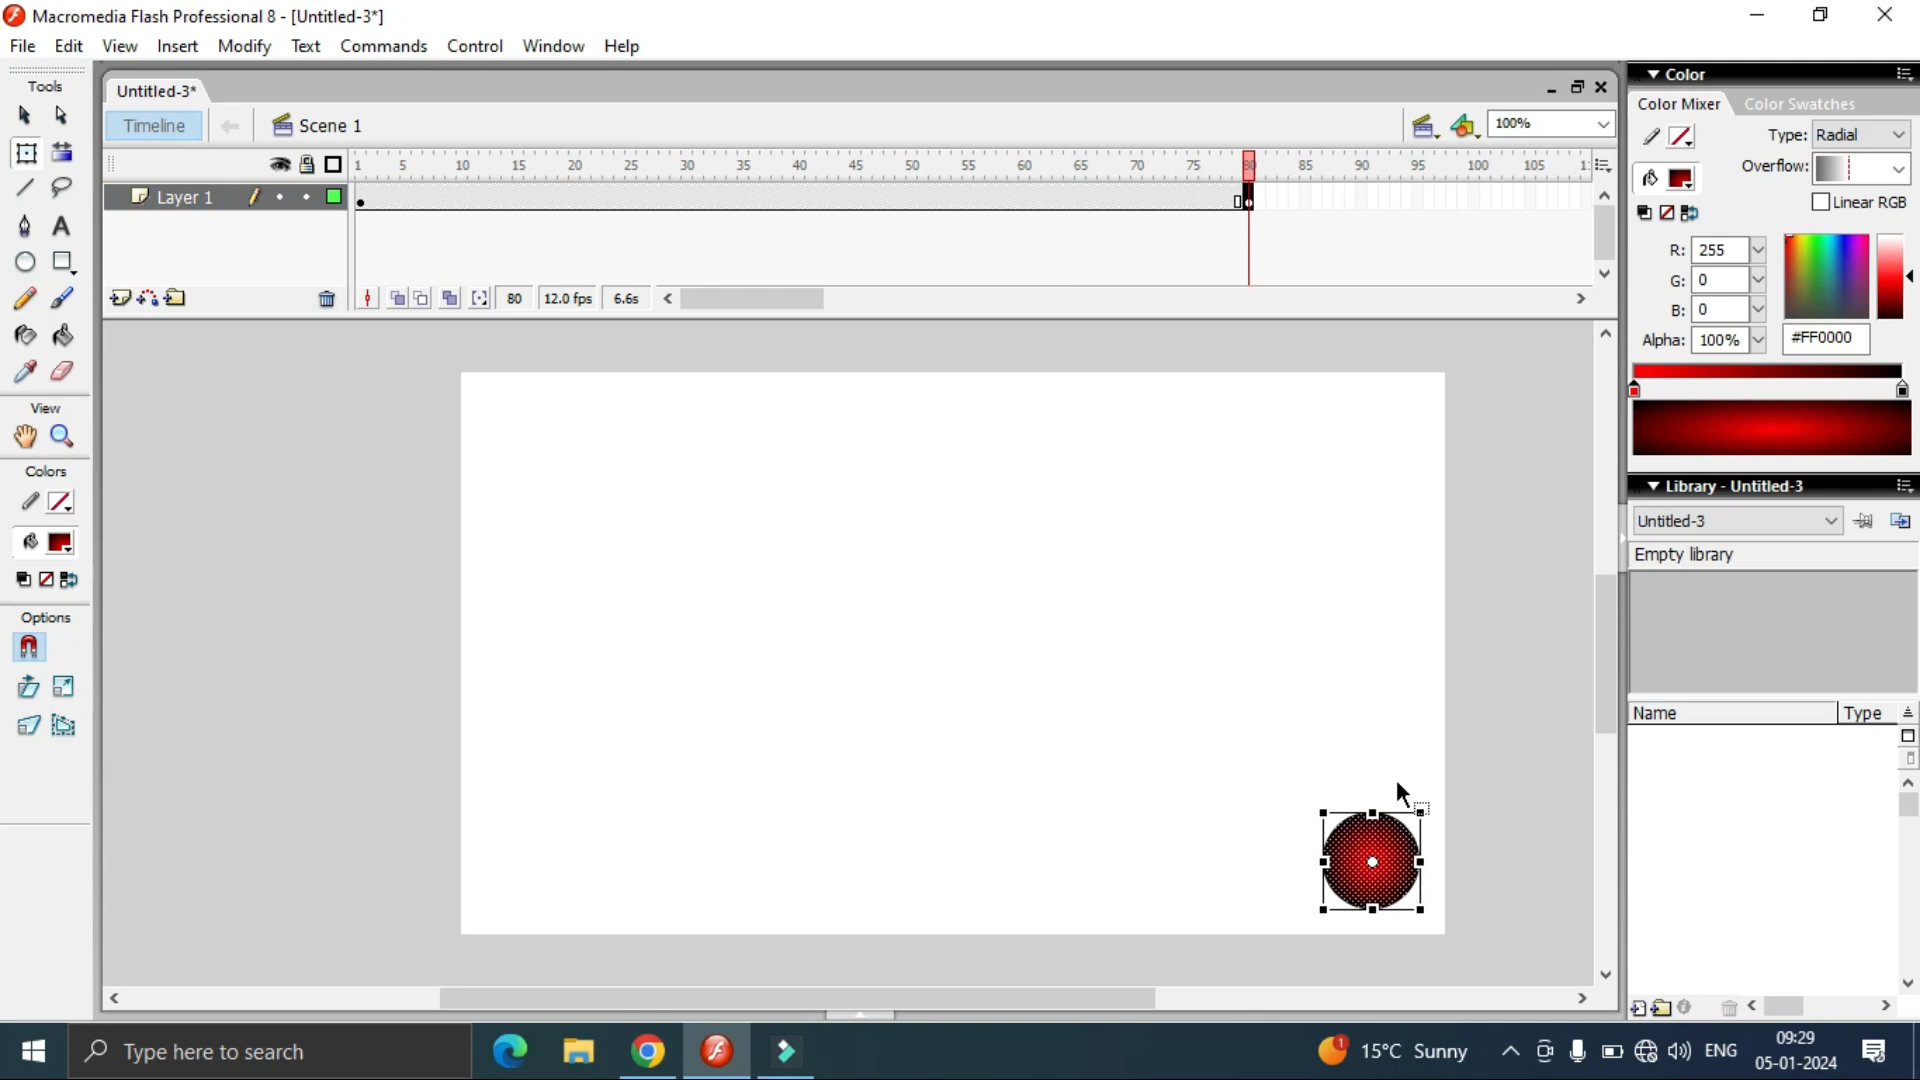 Macromedia Flash Professional 8 - [Untitled-3*]
File Edit View Insert Modify Text Commands Control Window Help
Tools
Untitled-3*
Timeline
Scene 1
100%
1 5 10 15 20 25 30 35 40 45 50 55 60 65 70 75 80 85 90 95 100 105
Layer 1
80 12.0 fps 6.6s
View
Colors
Options
Color
Color Mixer Color Swatches
Type: Radial
Overflow:
Linear RGB
R: 255
G: 0
B: 0
Alpha: 100% #FF0000
Library - Untitled-3
Untitled-3
Empty library
Name Type
Type here to search
1 15°C Sunny
ENG
09:29
05-01-2024